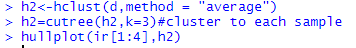 > h2<-hclust(d,method = "average")
> h2=cutree(h2,k=3)#cluster to each sample
> hullplot(ir[1:4],h2)